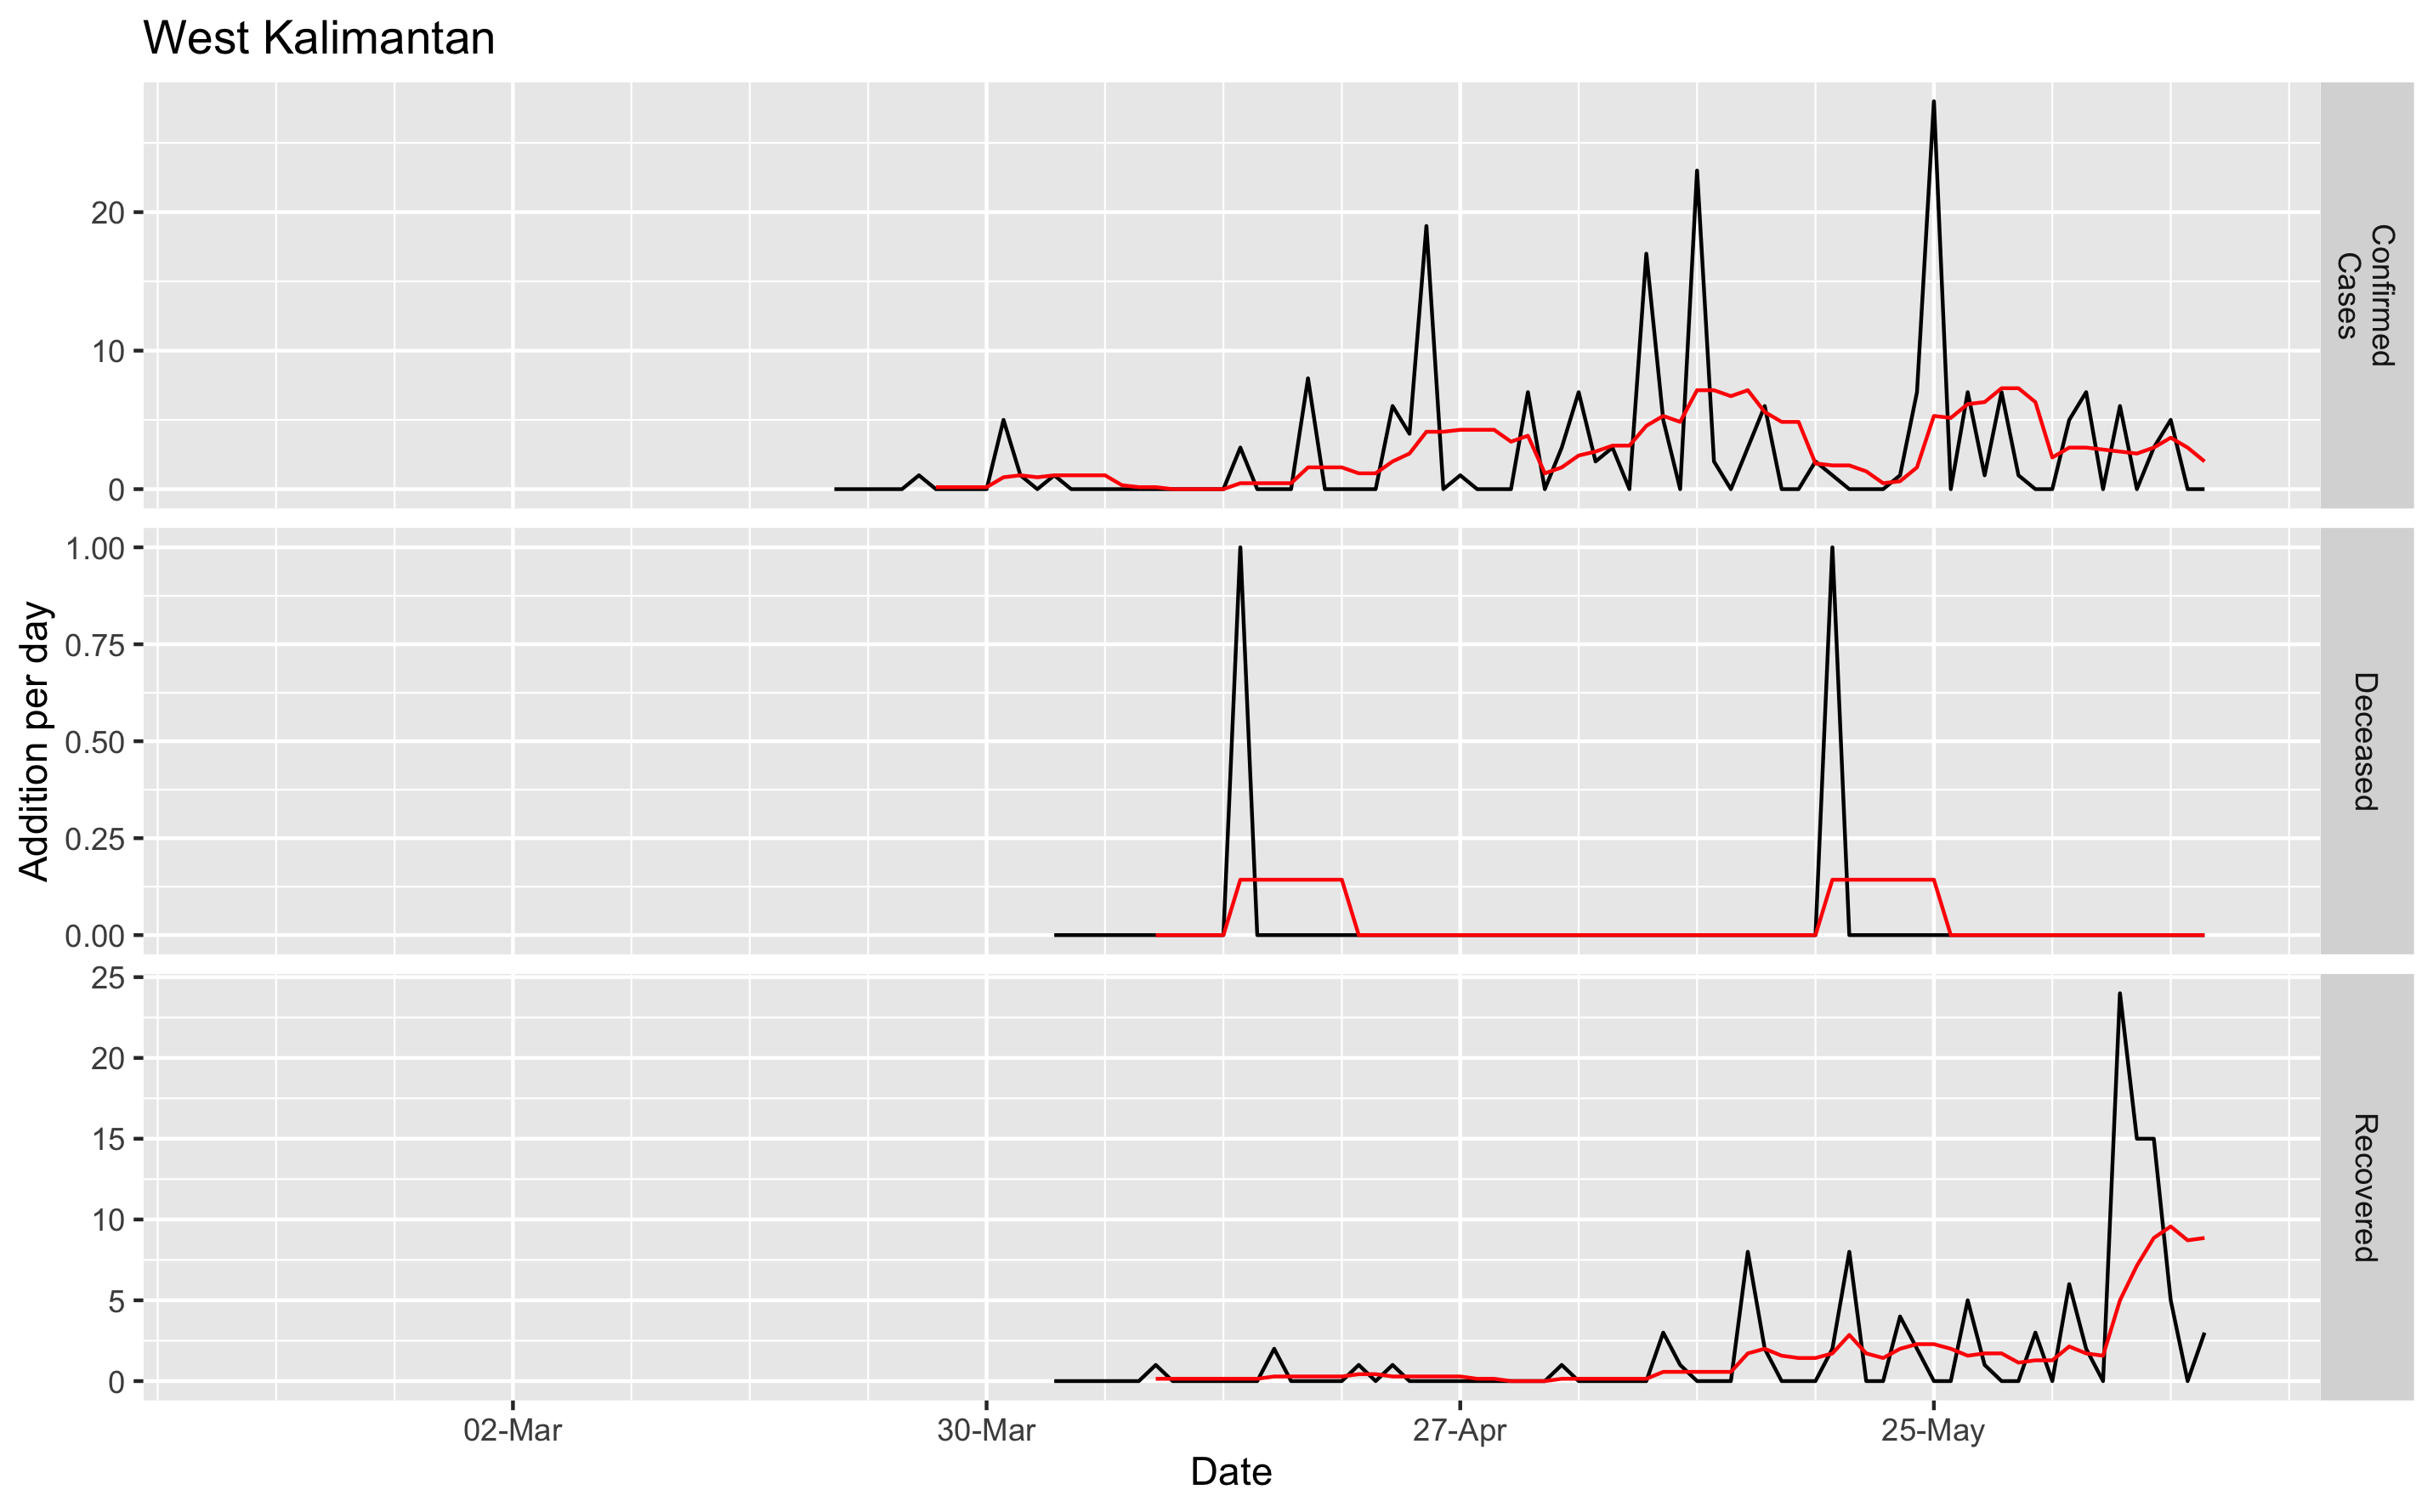 West Kalimantan
Addition per day
20
10
0
Confirmed
Cases
1.00
0.75
0.50
0.25
0.00
Deceased
25
20
15
10
5
0
Recovered
02-Mar
30-Mar
27-Apr
25-May
Date